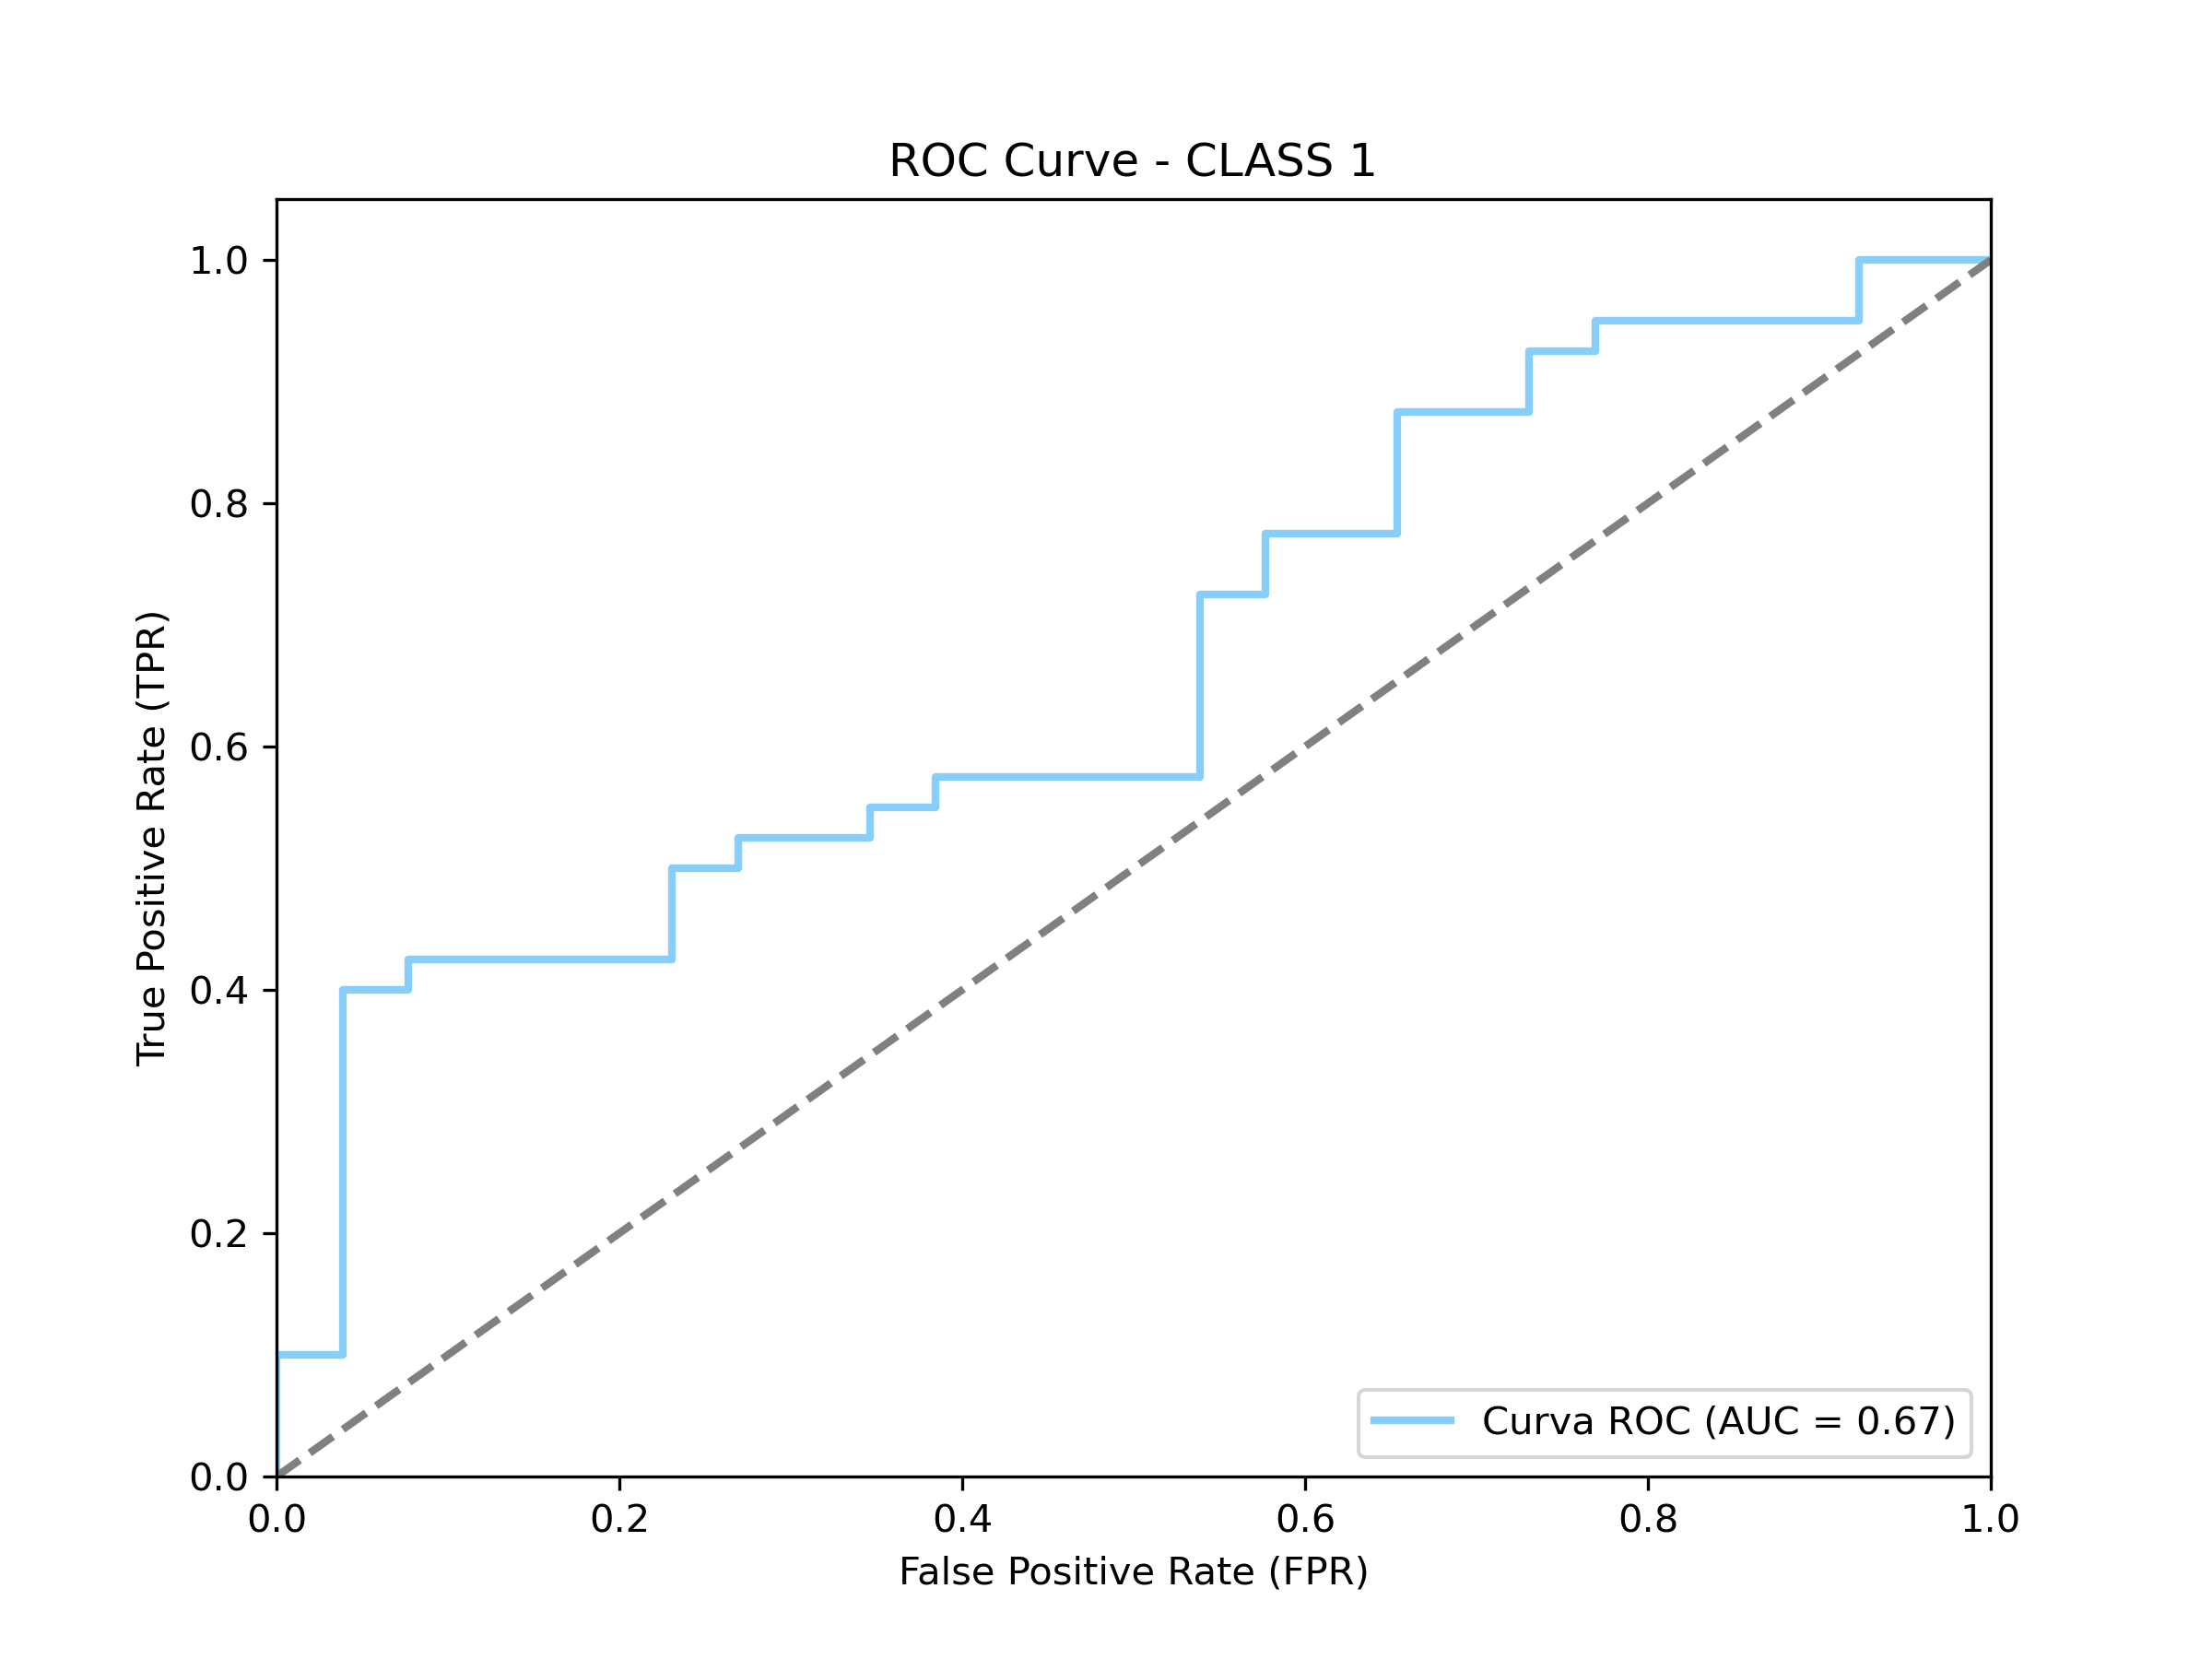 ROC Curve - CLASS 1
True Positive Rate (TPR)
1.0
0.8
0.6
0.4
0.2
0.0
0.0 0.2 0.4 0.6 0.8 1.0
False Positive Rate (FPR)
Curva ROC (AUC = 0.67)